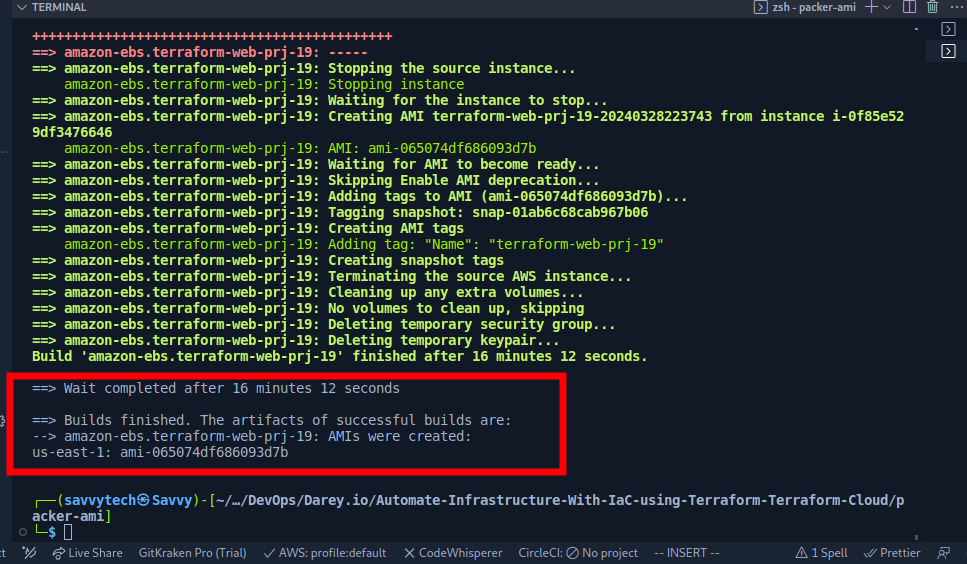 TERMINAL
zsh - packer-ami
+++++++++++++++++++++++++++++++++++++++++++++
==> amazon-ebs.terraform-web-prj-19: -----
==> amazon-ebs.terraform-web-prj-19: Stopping the source instance...
    amazon-ebs.terraform-web-prj-19: Stopping instance
==> amazon-ebs.terraform-web-prj-19: Waiting for the instance to stop...
==> amazon-ebs.terraform-web-prj-19: Creating AMI terraform-web-prj-19-20240328223743 from instance i-0f85e52
9df3476646
    amazon-ebs.terraform-web-prj-19: AMI: ami-065074df686093d7b
==> amazon-ebs.terraform-web-prj-19: Waiting for AMI to become ready...
==> amazon-ebs.terraform-web-prj-19: Skipping Enable AMI deprecation...
==> amazon-ebs.terraform-web-prj-19: Adding tags to AMI (ami-065074df686093d7b)...
==> amazon-ebs.terraform-web-prj-19: Tagging snapshot: snap-01ab6c68cab967b06
==> amazon-ebs.terraform-web-prj-19: Creating AMI tags
    amazon-ebs.terraform-web-prj-19: Adding tag: "Name": "terraform-web-prj-19"
==> amazon-ebs.terraform-web-prj-19: Creating snapshot tags
==> amazon-ebs.terraform-web-prj-19: Terminating the source AWS instance...
==> amazon-ebs.terraform-web-prj-19: Cleaning up any extra volumes...
==> amazon-ebs.terraform-web-prj-19: No volumes to clean up, skipping
==> amazon-ebs.terraform-web-prj-19: Deleting temporary security group...
==> amazon-ebs.terraform-web-prj-19: Deleting temporary keypair...
Build 'amazon-ebs.terraform-web-prj-19' finished after 16 minutes 12 seconds.
==> Wait completed after 16 minutes 12 seconds
==> Builds finished. The artifacts of successful builds are:
--> amazon-ebs.terraform-web-prj-19: AMIs were created:
us-east-1: ami-065074df686093d7b
┌──(savvytech㉿Savvy)-[~/…/DevOps/Darey.io/Automate-Infrastructure-With-IaC-using-Terraform-Terraform-Cloud/p
acker-ami]
└─$
ct Live Share GitKraken Pro (Trial) AWS: profile:default CodeWhisperer CircleCI: No project -- INSERT -- 1 Spell Prettier